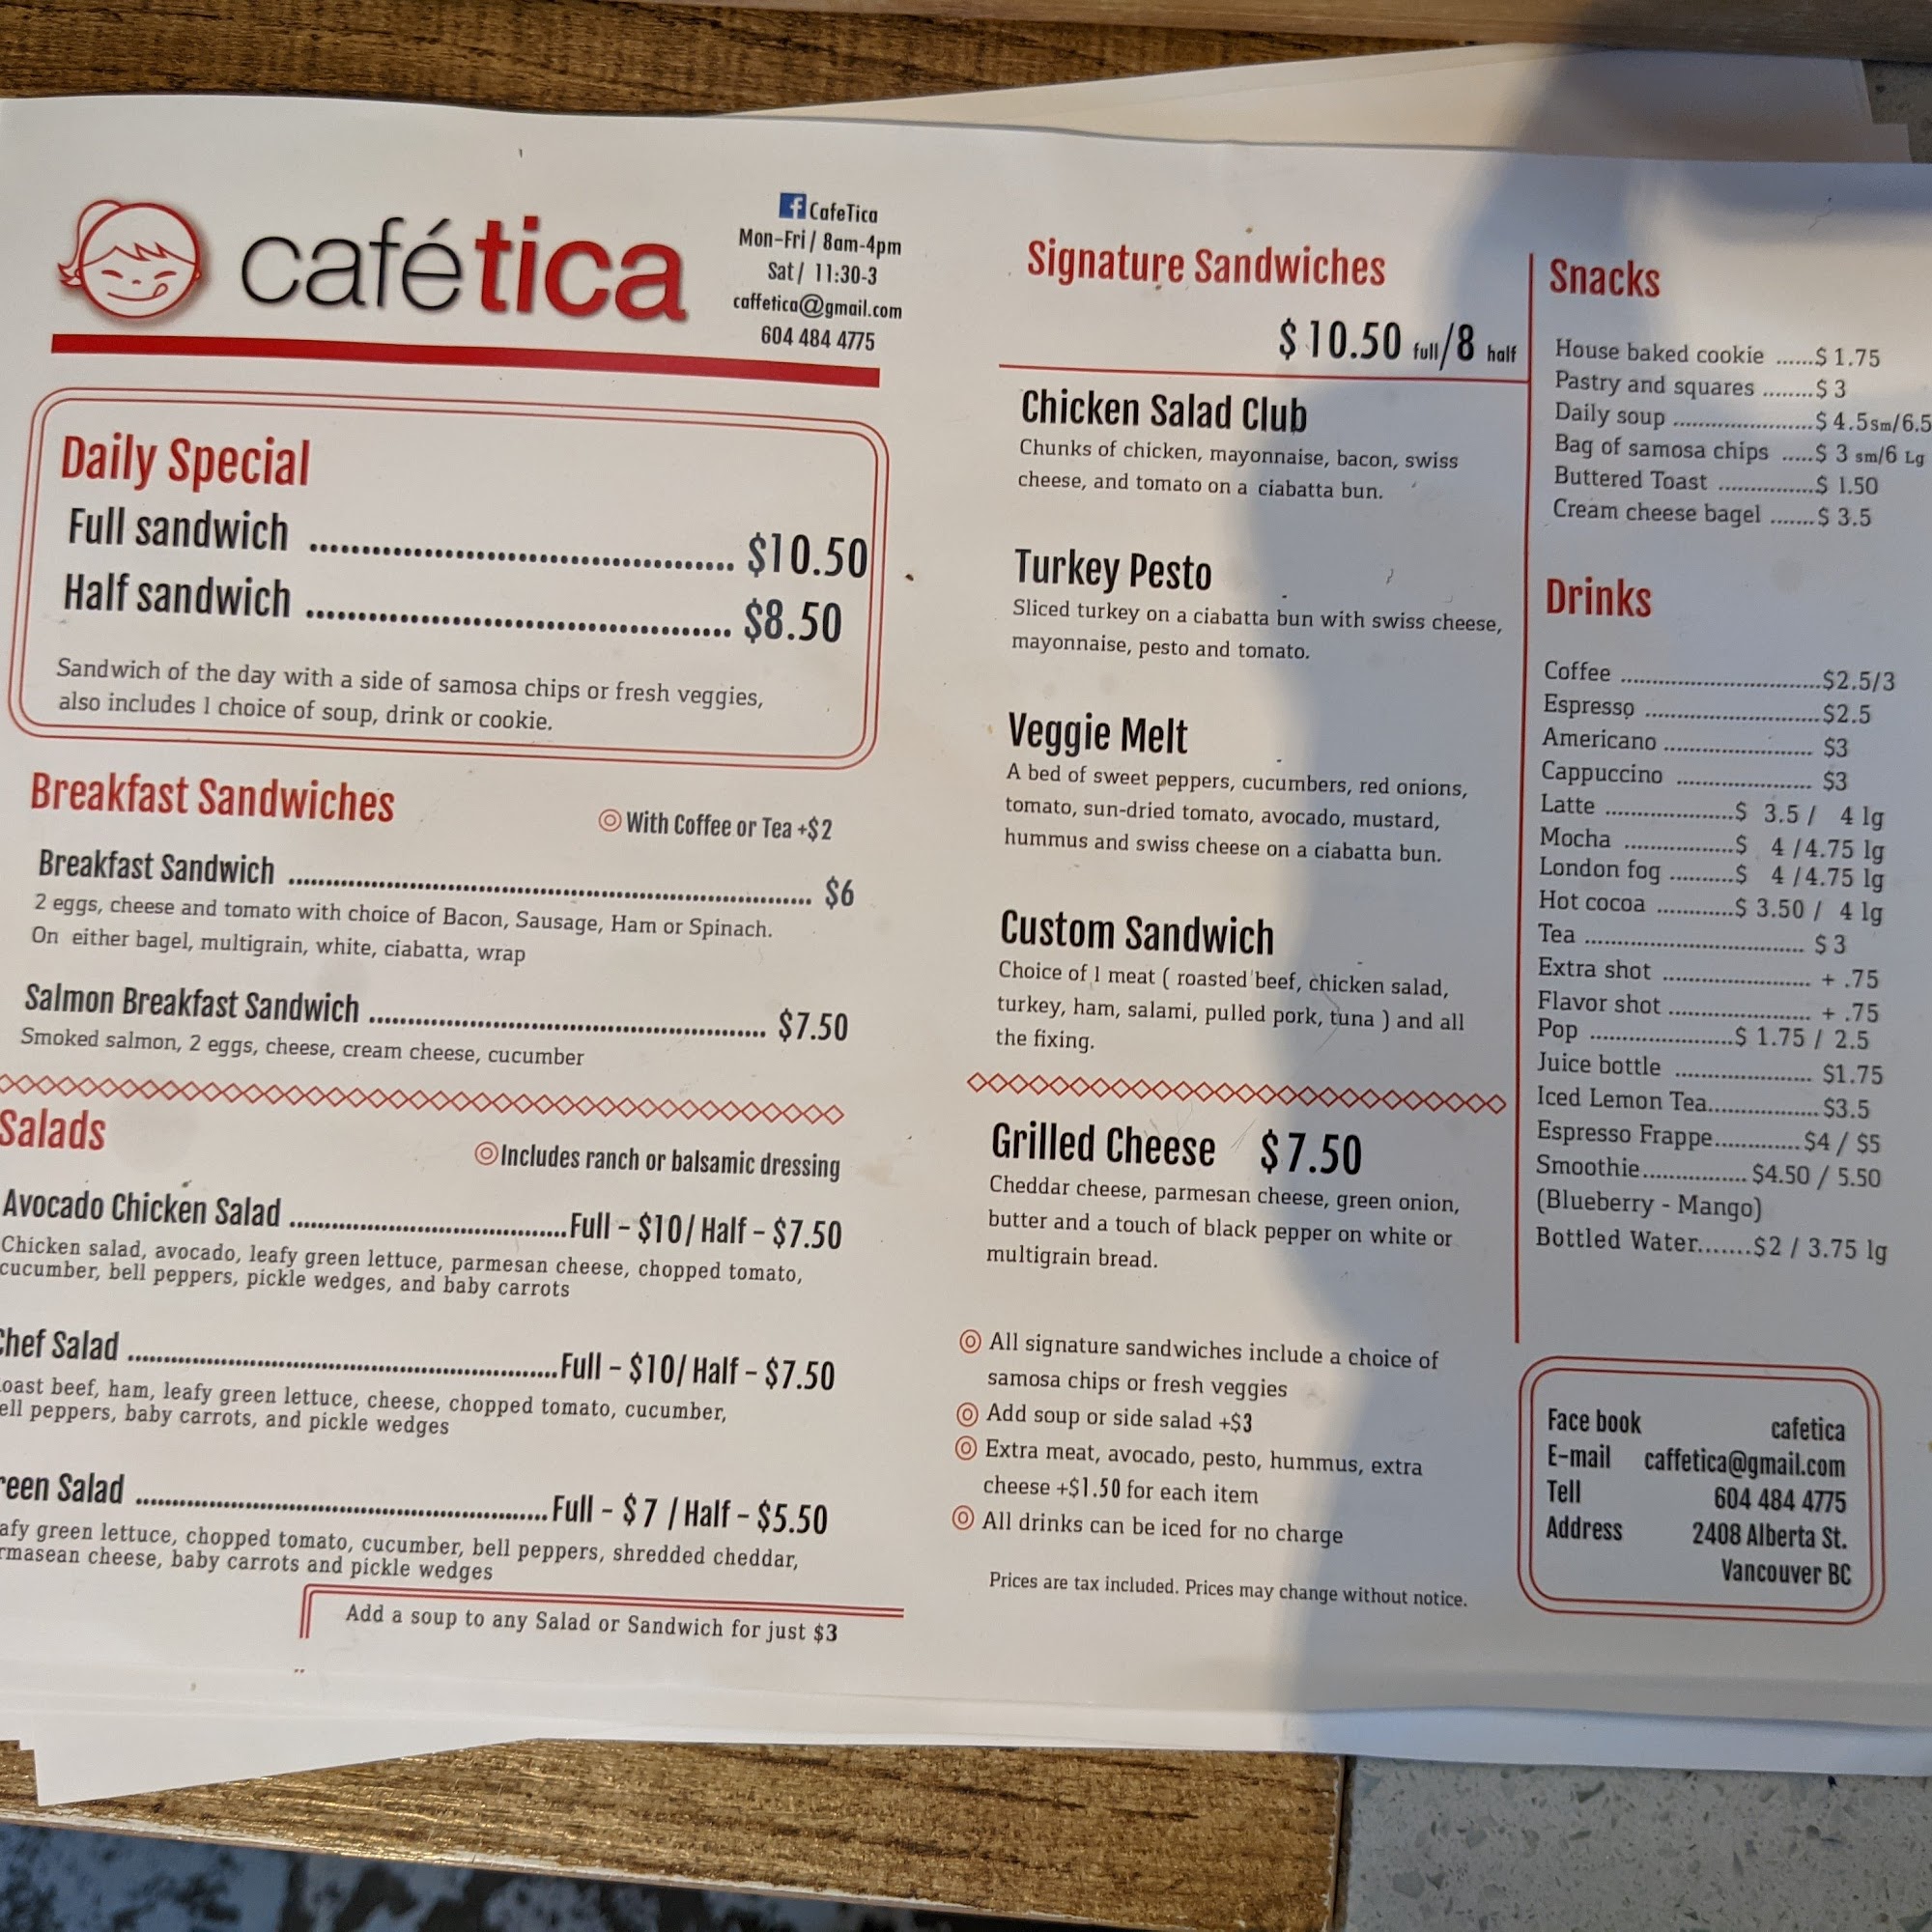 cafética
CafeTica
Mon-Fri / 8am-4pm
Sat / 11:30-3
caffetica@gmail.com
604 484 4775
Daily Special
Full sandwich ........ $10.50
Half sandwich ........ $8.50
Sandwich of the day with a side of samosa chips or fresh veggies,
also includes 1 choice of soup, drink or cookie.
Breakfast Sandwiches
With Coffee or Tea +$2
Breakfast Sandwich ........ $6
2 eggs, cheese and tomato with choice of Bacon, Sausage, Ham or Spinach.
On either bagel, multigrain, white, ciabatta, wrap
Salmon Breakfast Sandwich ........ $7.50
Smoked salmon, 2 eggs, cheese, cream cheese, cucumber
Salads
Includes ranch or balsamic dressing
Avocado Chicken Salad ........ Full - $10/ Half - $7.50
Chicken salad, avocado, leafy green lettuce, parmesan cheese, chopped tomato,
cucumber, bell peppers, pickle wedges, and baby carrots
Chef Salad ........ Full - $10/ Half - $7.50
oast beef, ham, leafy green lettuce, cheese, chopped tomato, cucumber,
ell peppers, baby carrots, and pickle wedges
reen Salad ........ Full - $ 7 / Half - $5.50
afy green lettuce, chopped tomato, cucumber, bell peppers, shredded cheddar,
rmasean cheese, baby carrots and pickle wedges
Add a soup to any Salad or Sandwich for just $3
Signature Sandwiches
$ 10.50 full/8 half
Chicken Salad Club
Chunks of chicken, mayonnaise, bacon, swiss
cheese, and tomato on a ciabatta bun.
Turkey Pesto
Sliced turkey on a ciabatta bun with swiss cheese,
mayonnaise, pesto and tomato.
Veggie Melt
A bed of sweet peppers, cucumbers, red onions,
tomato, sun-dried tomato, avocado, mustard,
hummus and swiss cheese on a ciabatta bun.
Custom Sandwich
Choice of 1 meat ( roasted beef, chicken salad,
turkey, ham, salami, pulled pork, tuna ) and all
the fixing.
Grilled Cheese $7.50
Cheddar cheese, parmesan cheese, green onion,
butter and a touch of black pepper on white or
multigrain bread.
All signature sandwiches include a choice of
samosa chips or fresh veggies
Add soup or side salad +$3
Extra meat, avocado, pesto, hummus, extra
cheese +$1.50 for each item
All drinks can be iced for no charge
Prices are tax included. Prices may change without notice.
Snacks
House baked cookie ......$ 1.75
Pastry and squares ........$ 3
Daily soup ........$ 4.5sm/6.5
Bag of samosa chips .....$ 3 sm/6 Lg
Buttered Toast ........$ 1.50
Cream cheese bagel .......$ 3.5
Drinks
Coffee ........$2.5/3
Espresso ........$2.5
Americano ........ $3
Cappuccino ........ $3
Latte ........$ 3.5 / 4 lg
Mocha ........$ 4 /4.75 lg
London fog ........$ 4 /4.75 lg
Hot cocoa ........$ 3.50 / 4 lg
Tea ........ $ 3
Extra shot ........ + .75
Flavor shot ........ + .75
Pop ........$ 1.75 / 2.5
Juice bottle ........ $1.75
Iced Lemon Tea........ $3.5
Espresso Frappe........$4 / $5
Smoothie........ $4.50 / 5.50
(Blueberry - Mango)
Bottled Water.......$2 / 3.75 lg
Face book cafetica
E-mail caffetica@gmail.com
Tell 604 484 4775
Address 2408 Alberta St.
Vancouver BC